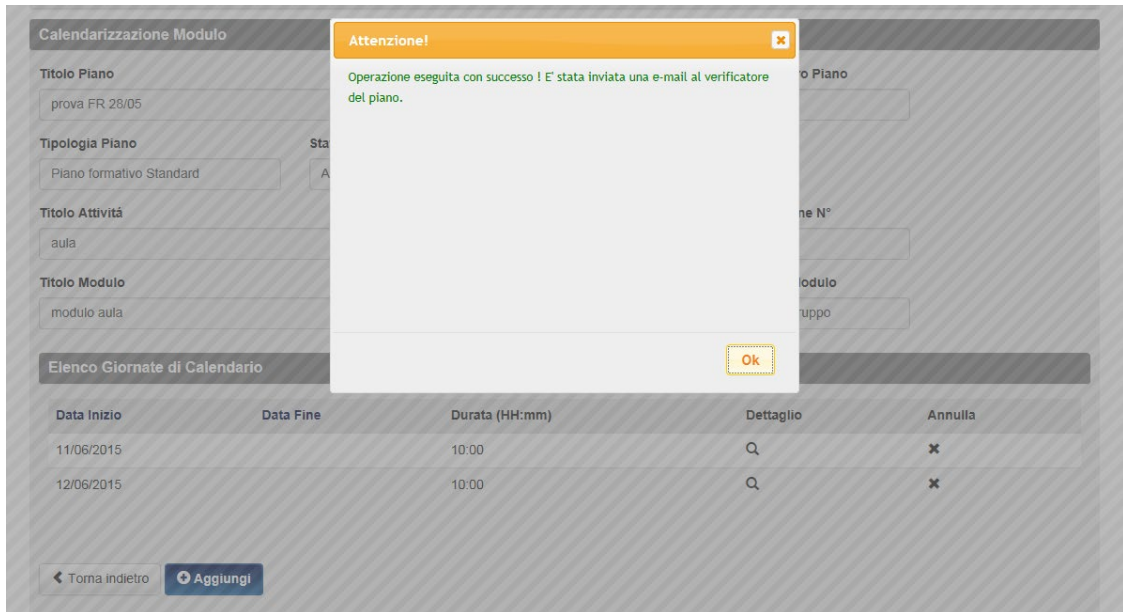 Calendarizzazione Modulo
Attenzione!
Titolo Piano
Operazione eseguita con successo ! E' stata inviata una e-mail al verificatore
del piano.
o Piano
prova FR 28/05
Tipologia Piano Sta
Piano formativo Standard A
Titolo Attivitá ne N°
aula
Titolo Modulo odulo
modulo aula ruppo
Ok
Elenco Giornate di Calendario
Data Inizio Data Fine Durata (HH:mm) Dettaglio Annulla
11/06/2015 10:00
12/06/2015 10:00
Torna indietro Aggiungi